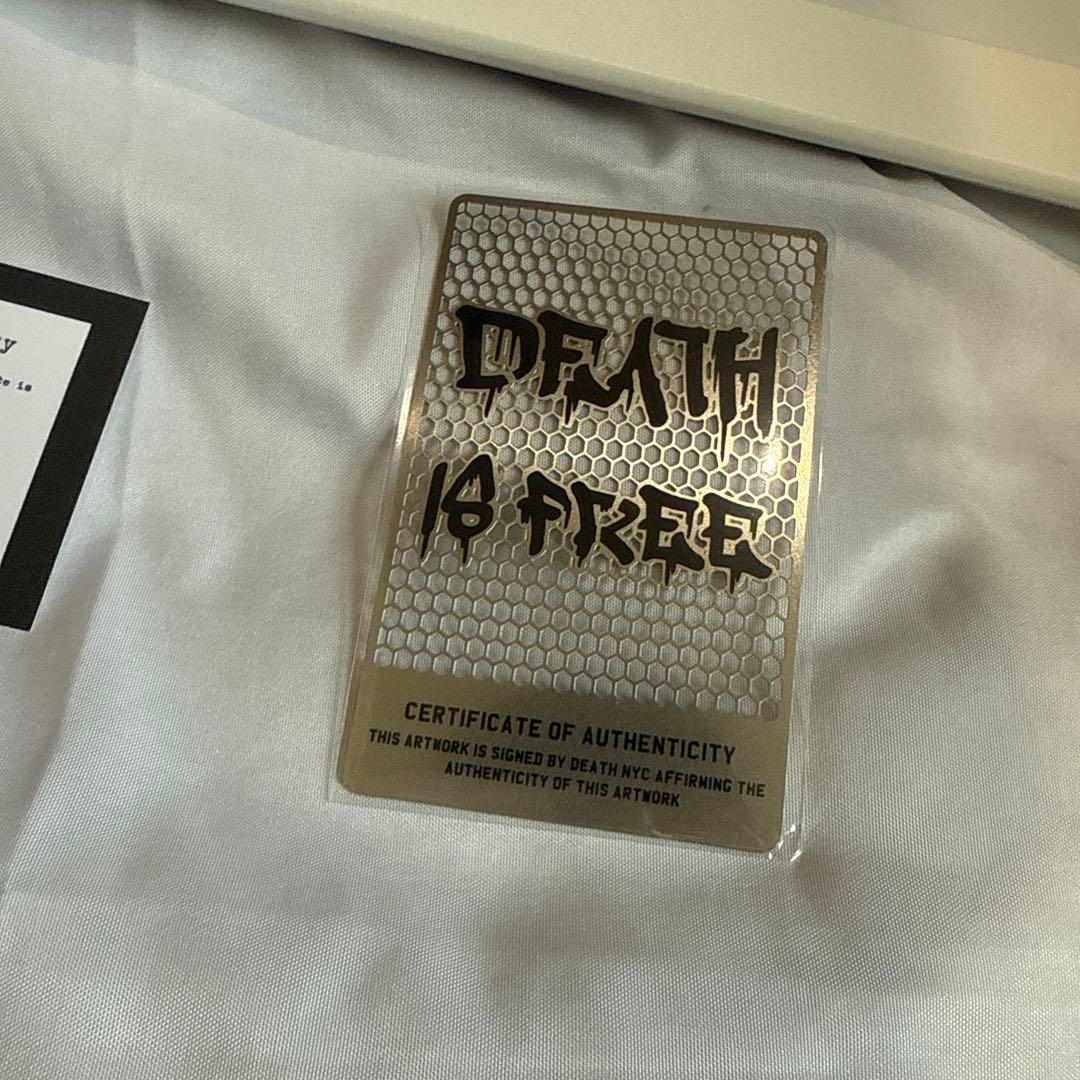 DEATH
IS FREE
CERTIFICATE OF AUTHENTICITY
THIS ARTWORK IS SIGNED BY DEATH NYC AFFIRMING THE
AUTHENTICITY OF THIS ARTWORK
is